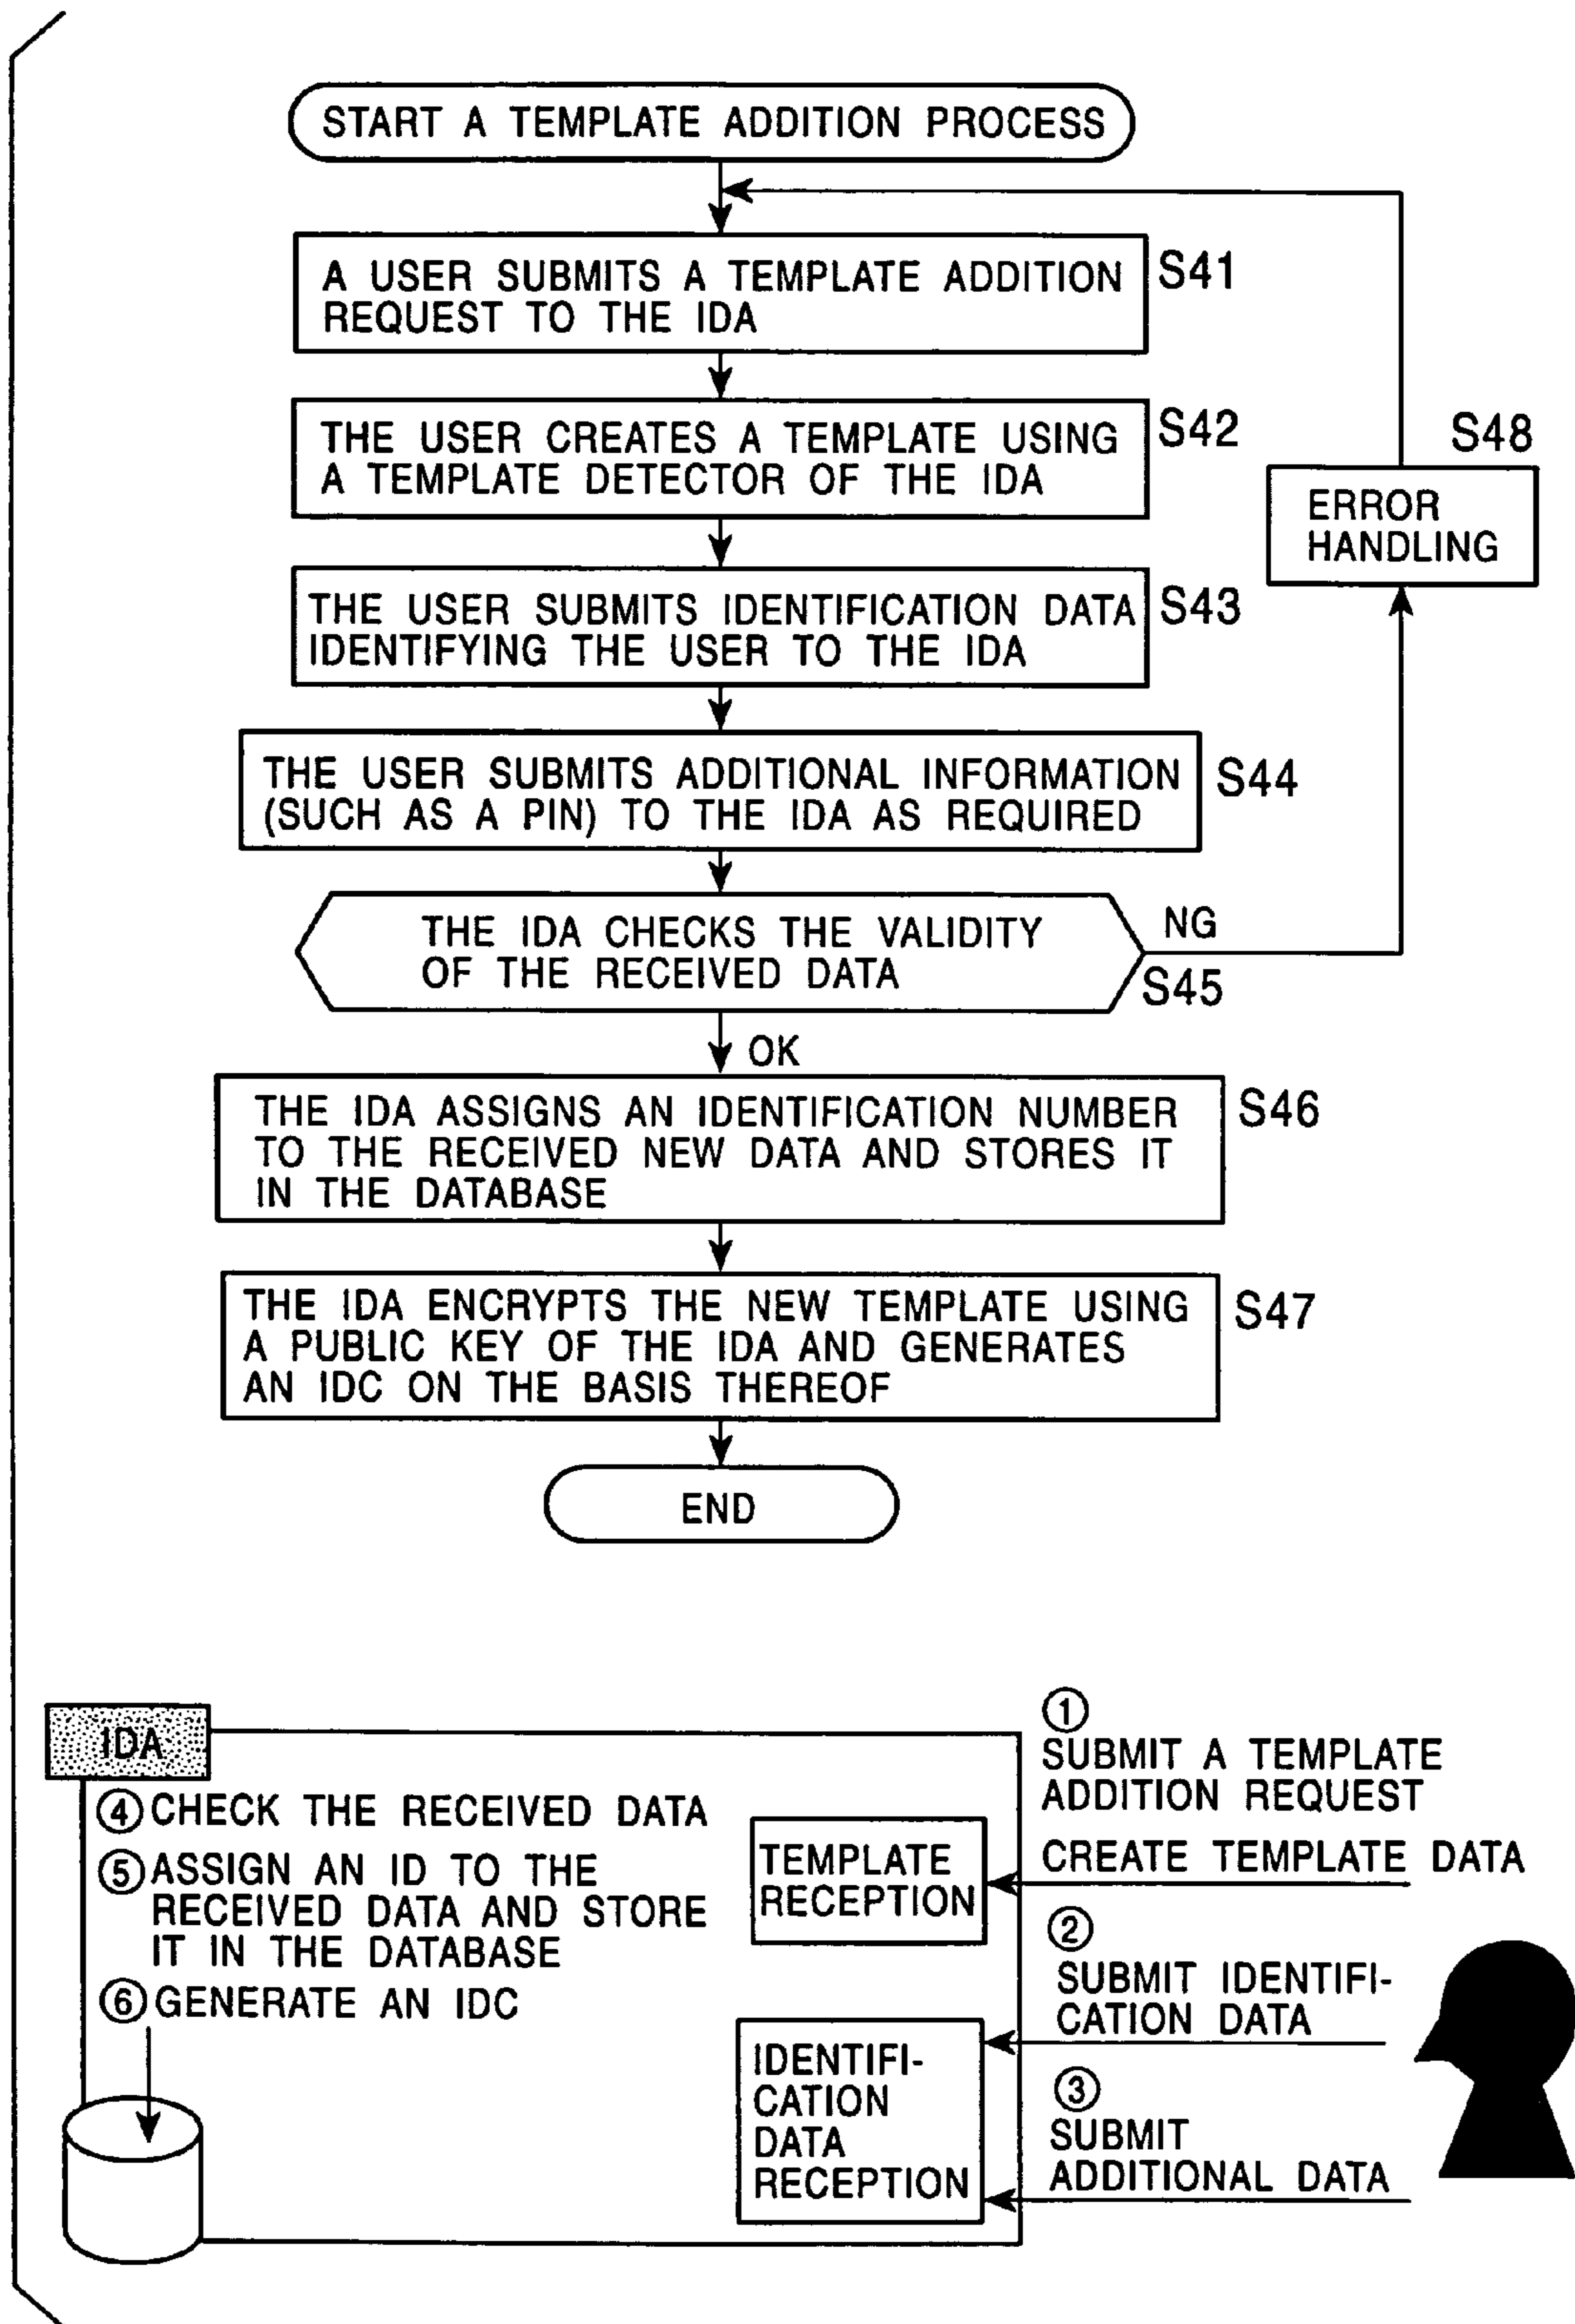 START A TEMPLATE ADDITION PROCESS
A USER SUBMITS A TEMPLATE ADDITION
REQUEST TO THE IDA
S41
THE USER CREATES A TEMPLATE USING
A TEMPLATE DETECTOR OF THE IDA
S42
S48
ERROR
HANDLING
THE USER SUBMITS IDENTIFICATION DATA
IDENTIFYING THE USER TO THE IDA
S43
THE USER SUBMITS ADDITIONAL INFORMATION
(SUCH AS A PIN) TO THE IDA AS REQUIRED
S44
THE IDA CHECKS THE VALIDITY
OF THE RECEIVED DATA
NG
S45
OK
THE IDA ASSIGNS AN IDENTIFICATION NUMBER
TO THE RECEIVED NEW DATA AND STORES IT
IN THE DATABASE
S46
THE IDA ENCRYPTS THE NEW TEMPLATE USING
A PUBLIC KEY OF THE IDA AND GENERATES
AN IDC ON THE BASIS THEREOF
S47
END
IDA
④ CHECK THE RECEIVED DATA
⑤ ASSIGN AN ID TO THE
RECEIVED DATA AND STORE
IT IN THE DATABASE
⑥ GENERATE AN IDC
TEMPLATE
RECEPTION
IDENTIFI-
CATION
DATA
RECEPTION
①
SUBMIT A TEMPLATE
ADDITION REQUEST
CREATE TEMPLATE DATA
②
SUBMIT IDENTIFI-
CATION DATA
③
SUBMIT
ADDITIONAL DATA